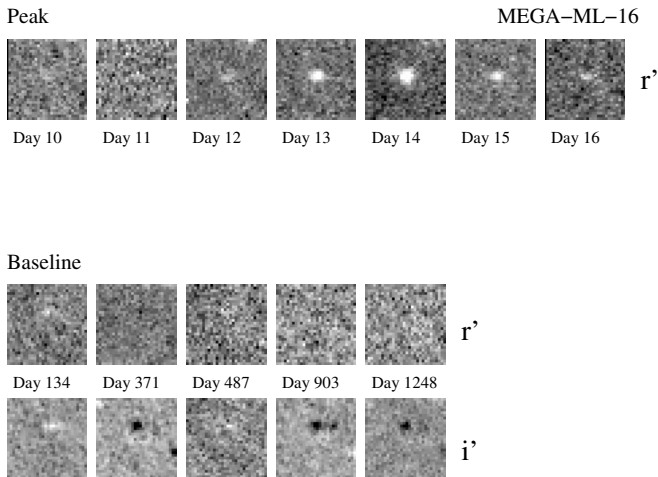 Peak MEGA−ML−16
r’
Day 10 Day 11 Day 12 Day 13 Day 14 Day 15 Day 16
Baseline
r’
Day 134 Day 371 Day 487 Day 903 Day 1248
i’